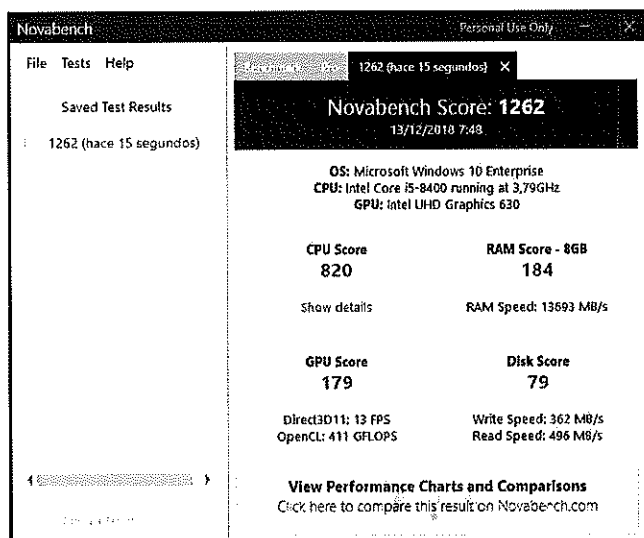 Novabench
Personal Use Only
File Tests Help
1262 (hace 15 segundos) X
Saved Test Results
1262 (hace 15 segundos)
Novabench Score: 1262
13/12/2018 7:48
OS: Microsoft Windows 10 Enterprise
CPU: Intel Core i5-8400 running at 3,79GHz
GPU: Intel UHD Graphics 630
CPU Score
820
Show details
RAM Score - 8GB
184
RAM Speed: 13693 MB/s
GPU Score
179
Direct3D11: 13 FPS
OpenCL: 411 GFLOPS
Disk Score
79
Write Speed: 362 MB/s
Read Speed: 496 MB/s
View Performance Charts and Comparisons
Click here to compare this result on Novabench.com